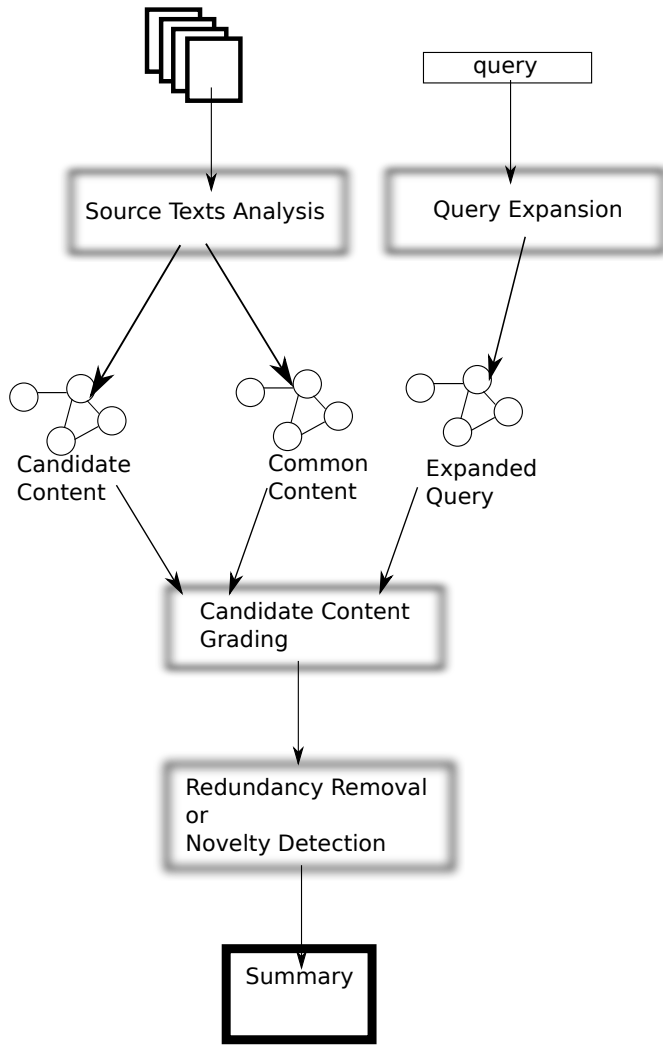 query
Source Texts Analysis
Query Expansion
Candidate
Content
Common
Content
Expanded
Query
Candidate Content
Grading
Redundancy Removal
or
Novelty Detection
Summary